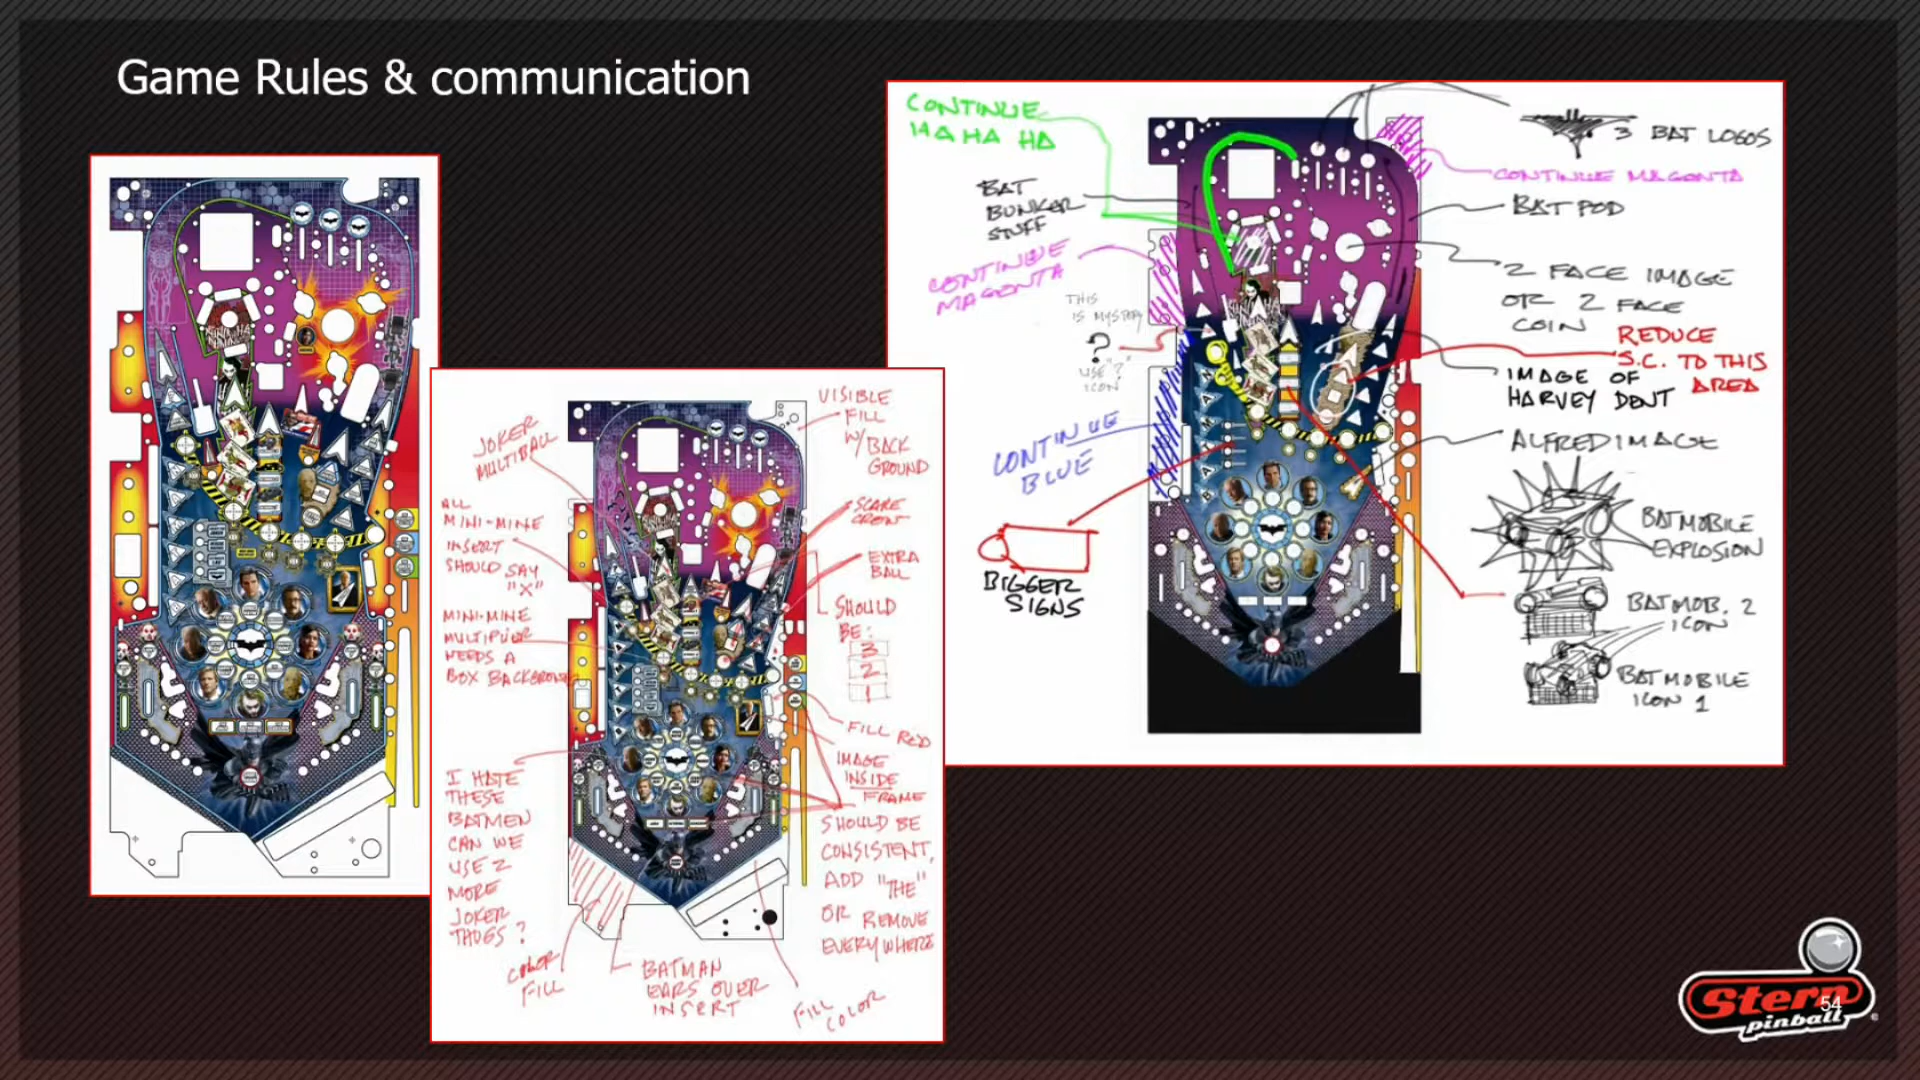 Game Rules & communication
CONTINUE
HA HA HA
BAT
BUNKER
STUFF
CONTINUE
MAGONTA
THIS
IS MYSTERY
?
USE "?"
ICON
CONTINUE
BLUE
BIGGER
SIGNS
3 BAT LOGOS
CONTINUE MAGONTA
BAT POD
2 FACE IMAGE
OR 2 FACE
COIN
REDUCE
S.C. TO THIS
AREA
IMAGE OF
HARVEY DENT
ALFRED IMAGE
BATMOBILE
EXPLOSION
BATMOB. 2
ICON
BATMOBILE
ICON 1
JOKER
MULTIBALL
ALL
MINI-MINE
INSERT
SHOULD SAY
"X"
MINI-MINE
MULTIPLIER
NEEDS A
BOX BACKGROUND
I HATE
THESE
BATMEN
CAN WE
USE 2
MORE
JOKER
THUGS?
COLOR
FILL
BATMAN
EARS OVER
INSERT
FILL
COLOR
VISIBLE
FILL
W/BACK
GROUND
SCARE
CROW
EXTRA
BALL
SHOULD
BE:
3
2
1
FILL RED
IMAGE
INSIDE
FRAME
SHOULD BE
CONSISTENT,
ADD "THE"
OR REMOVE
EVERYWHERE
Stern
pinball
54